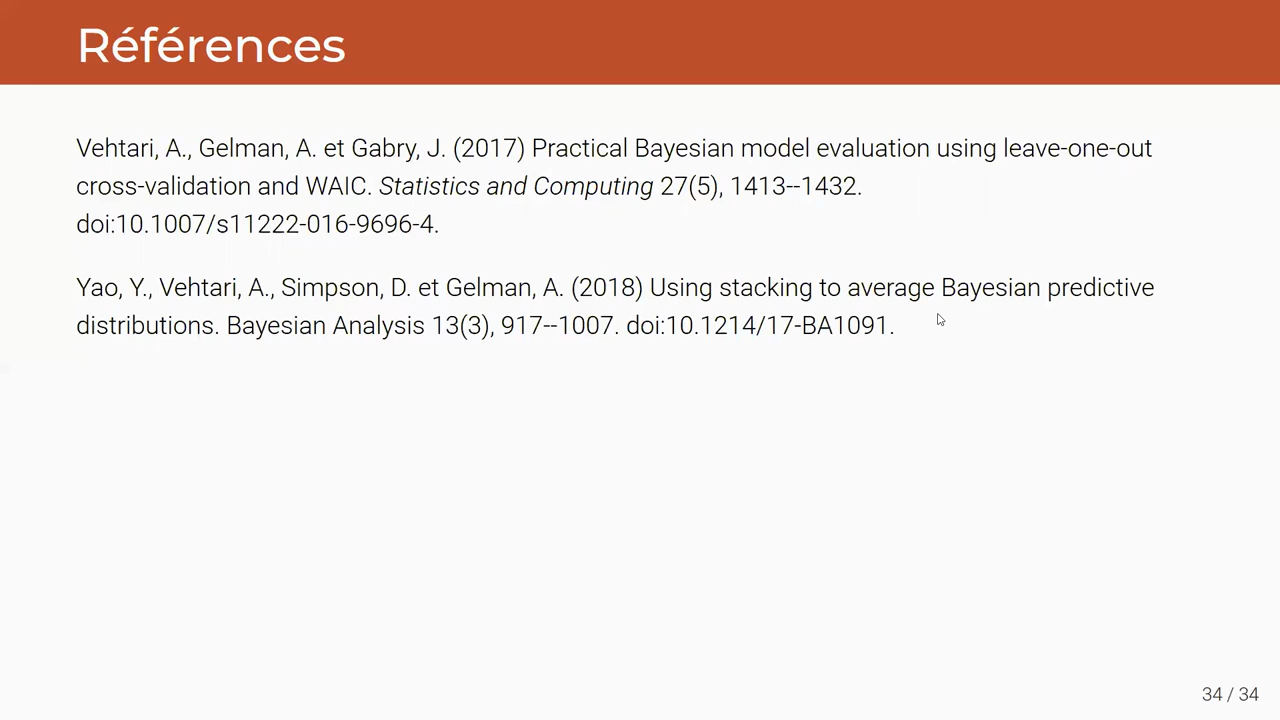 Références
Vehtari, A., Gelman, A. et Gabry, J. (2017) Practical Bayesian model evaluation using leave-one-out
cross-validation and WAIC. Statistics and Computing 27(5), 1413--1432.
doi:10.1007/s11222-016-9696-4.
Yao, Y., Vehtari, A., Simpson, D. et Gelman, A. (2018) Using stacking to average Bayesian predictive
distributions. Bayesian Analysis 13(3), 917--1007. doi:10.1214/17-BA1091.
34 / 34